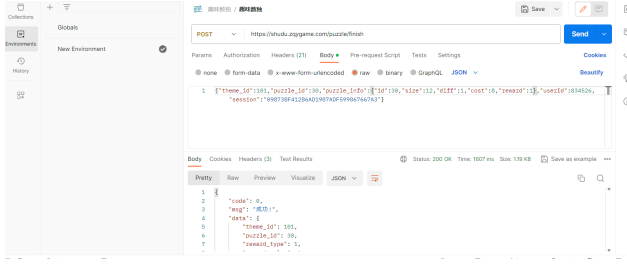 Collections
Environments
History
Globals
New Environment
趣味数独 / 趣味数独
Save
POST
https://shudu.zqygame.com/puzzle/finish
Send
Params Authorization Headers (21) Body Pre-request Script Tests Settings Cookies
none form-data x-www-form-urlencoded raw binary GraphQL JSON Beautify
1 {"theme_id":101,"puzzle_id":30,"puzzle_info":{"id":30,"size":12,"diff":1,"cost":8,"reward":1},"userId":834526,
"session":"098738F412B6AD1987ADF599867667A3"}
Body Cookies Headers (3) Test Results Status: 200 OK Time: 1607 ms Size: 1.19 KB Save as example
Pretty Raw Preview Visualize JSON
1 {
2 "code": 0,
3 "msg": "成功!",
4 "data": {
5 "theme_id": 101,
6 "puzzle_id": 30,
7 "reward_type": 1,